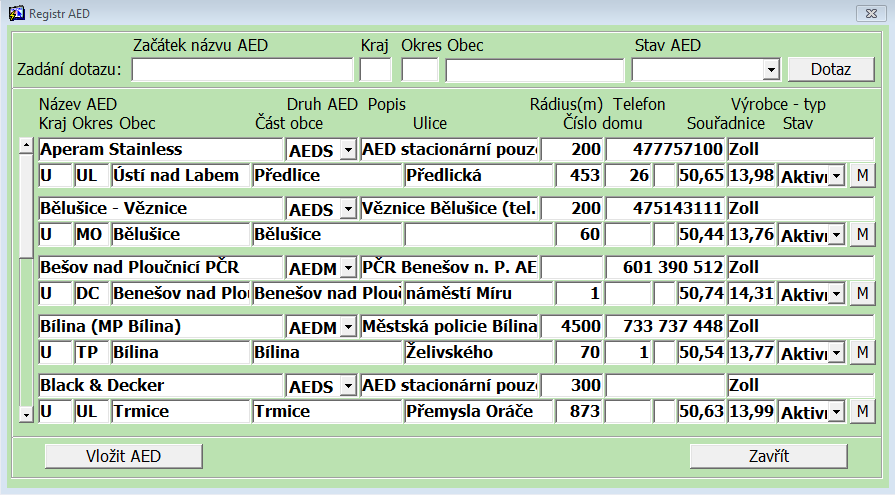 Registr AED
Začátek názvu AED Kraj Okres Obec Stav AED
Zadání dotazu: Dotaz
Název AED Druh AED Popis Rádius(m) Telefon Výrobce - typ
Kraj Okres Obec Část obce Ulice Číslo domu Souřadnice Stav
Aperam Stainless AEDS AED stacionární pouz 200 477757100 Zoll
U UL Ústí nad Labem Předlice Předlická 453 26 50,65 13,98 Aktivn M
Bělušice - Věznice AEDS Věznice Bělušice (tel. 200 475143111 Zoll
U MO Bělušice Bělušice 60 50,44 13,76 Aktivn M
Bešov nad Ploučnicí PČR AEDM PČR Benešov n. P. AE 601 390 512 Zoll
U DC Benešov nad Plou Benešov nad Plouč náměstí Míru 1 50,74 14,31 Aktivn M
Bílina (MP Bílina) AEDM Městská policie Bílina 4500 733 737 448 Zoll
U TP Bílina Bílina Želivského 70 1 50,54 13,77 Aktivn M
Black & Decker AEDS AED stacionární pouz 300 Zoll
U UL Trmice Trmice Přemysla Oráče 873 50,63 13,99 Aktivn M
Vložit AED Zavřít